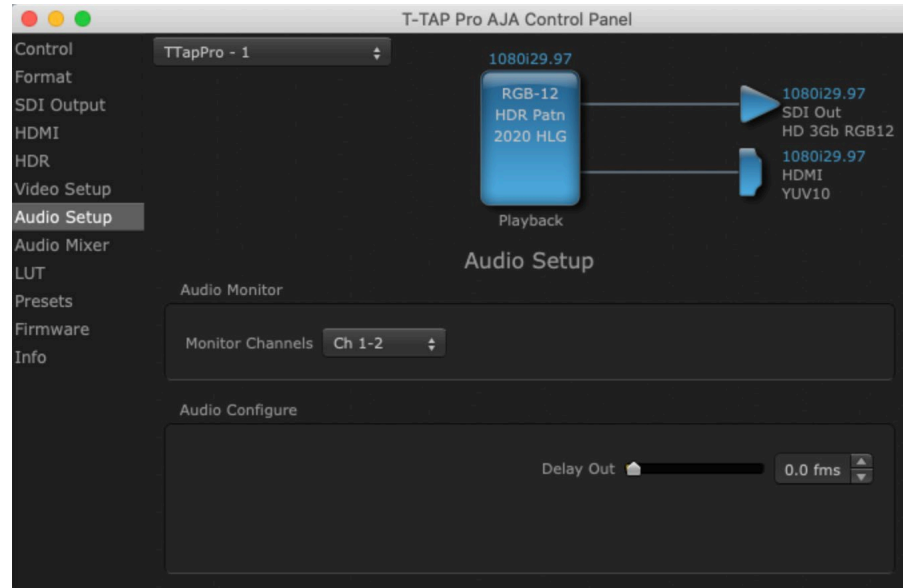 T-TAP Pro AJA Control Panel
Control
Format
SDI Output
HDMI
HDR
Video Setup
Audio Setup
Audio Mixer
LUT
Presets
Firmware
Info
TTapPro - 1
1080i29.97
RGB-12
HDR Patn
2020 HLG
Playback
1080i29.97
SDI Out
HD 3Gb RGB12
1080i29.97
HDMI
YUV10
Audio Setup
Audio Monitor
Monitor Channels Ch 1-2
Audio Configure
Delay Out 0.0 fms